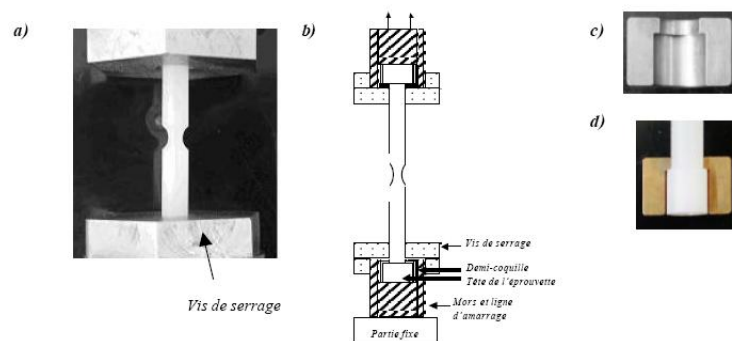 a)
b)
c)
d)
Vis de serrage
Vis de serrage
Demi-coquille
Tête de l'éprouvette
Mors et ligne
d'amarrage
Partie fixe